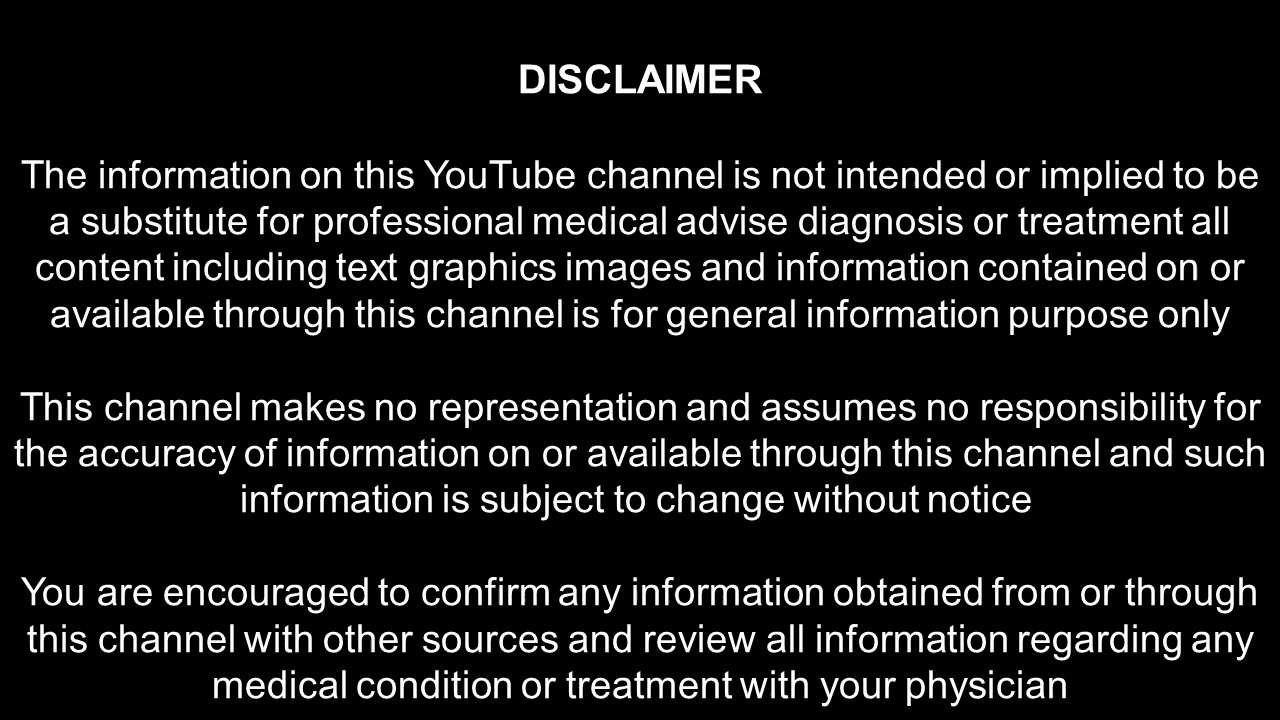 DISCLAIMER
The information on this YouTube channel is not intended or implied to be
a substitute for professional medical advise diagnosis or treatment all
content including text graphics images and information contained on or
available through this channel is for general information purpose only
This channel makes no representation and assumes no responsibility for
the accuracy of information on or available through this channel and such
information is subject to change without notice
You are encouraged to confirm any information obtained from or through
this channel with other sources and review all information regarding any
medical condition or treatment with your physician